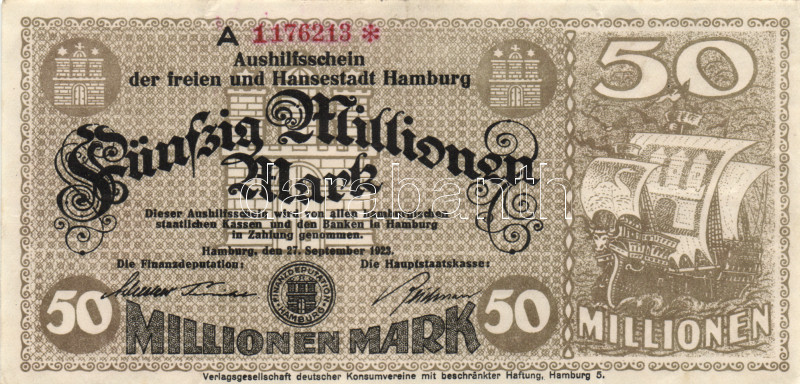 A 1176213 *
Aushilfsschein
der freien und Hansestadt Hamburg
Fünfzig Millionen
Mark
Dieser Aushilfsschein wird von allen hamburgischen
staatlichen Kassen und den Banken in Hamburg
in Zahlung genommen.
Hamburg, den 27. September 1923.
Die Finanzdeputation: Die Hauptstaatskasse:
FINANZDEPUTATION HAMBURG
50 MILLIONEN MARK 50
50
MILLIONEN
Verlagsgesellschaft deutscher Konsumvereine mit beschränkter Haftung, Hamburg 5.
darabanth